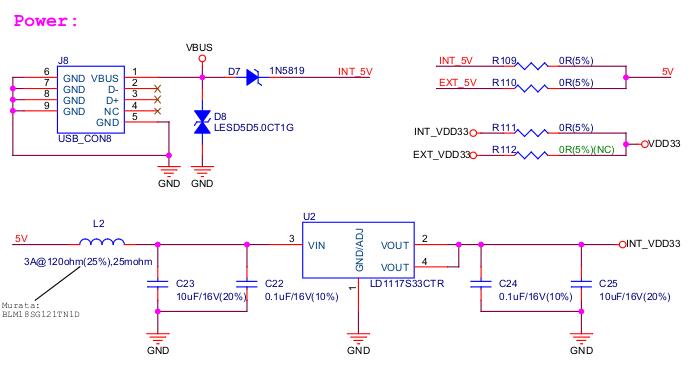 Power:
J8
6 GND VBUS 1
7 GND D- 2
8 GND D+ 3
9 GND NC 4
GND 5
USB_CON8
GND
VBUS
D7 1N5819 INT_5V
D8
LESD5D5.0CT1G
GND
INT_5V R109 0R(5%)
5V
EXT_5V R110 0R(5%)
INT_VDD33 R111 0R(5%)
VDD33
EXT_VDD33 R112 0R(5%)(NC)
5V
L2
3A@120ohm(25%),25mohm
Murata:
BLM18SG121TN1D
C23
10uF/16V(20%)
C22
0.1uF/16V(10%)
GND
U2
3 VIN GND/ADJ VOUT 2
VOUT 4
1
LD1117S33CTR
GND
INT_VDD33
C24
0.1uF/16V(10%)
C25
10uF/16V(20%)
GND